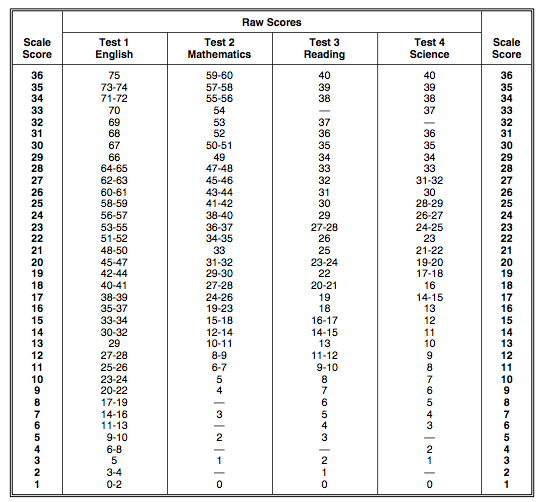 Raw Scores
Scale Score Test 1 English Test 2 Mathematics Test 3 Reading Test 4 Science Scale Score
36 75 59-60 40 40 36
35 73-74 57-58 39 39 35
34 71-72 55-56 38 38 34
33 70 54 — 37 33
32 69 53 37 — 32
31 68 52 36 36 31
30 67 50-51 35 35 30
29 66 49 34 34 29
28 64-65 47-48 33 33 28
27 62-63 45-46 32 31-32 27
26 60-61 43-44 31 30 26
25 58-59 41-42 30 28-29 25
24 56-57 38-40 29 26-27 24
23 53-55 36-37 27-28 24-25 23
22 51-52 34-35 26 23 22
21 48-50 33 25 21-22 21
20 45-47 31-32 23-24 19-20 20
19 42-44 29-30 22 17-18 19
18 40-41 27-28 20-21 16 18
17 38-39 24-26 19 14-15 17
16 35-37 19-23 18 13 16
15 33-34 15-18 16-17 12 15
14 30-32 12-14 14-15 11 14
13 29 10-11 13 10 13
12 27-28 8-9 11-12 9 12
11 25-26 6-7 9-10 8 11
10 23-24 5 8 7 10
9 20-22 4 7 6 9
8 17-19 — 6 5 8
7 14-16 3 5 4 7
6 11-13 — 4 3 6
5 9-10 2 3 — 5
4 6-8 — — 2 4
3 5 1 2 1 3
2 3-4 — 1 — 2
1 0-2 0 0 0 1